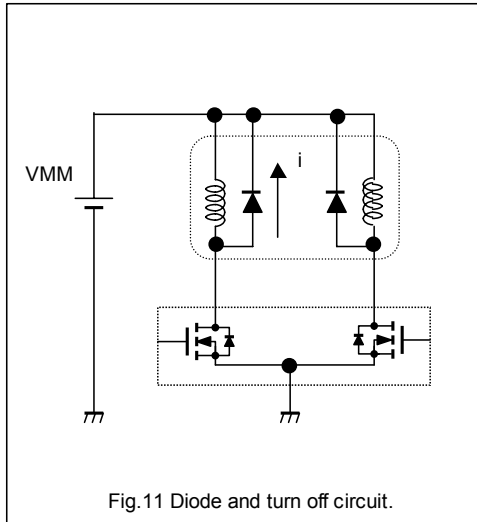 i
VMM
Fig.11 Diode and turn off circuit.